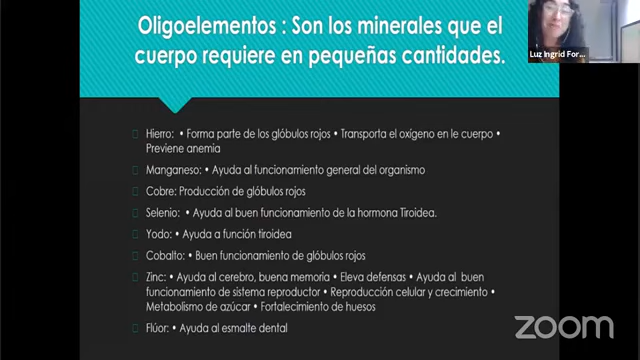 Oligoelementos : Son los minerales que el
cuerpo requiere en pequeñas cantidades.
Luz Ingrid For...
Hierro: • Forma parte de los glóbulos rojos • Transporta el oxígeno en le cuerpo •
Previene anemia
Manganeso: • Ayuda al funcionamiento general del organismo
Cobre: Producción de glóbulos rojos
Selenio: • Ayuda al buen funcionamiento de la hormona Tiroidea.
Yodo: • Ayuda a función tiroidea
Cobalto: • Buen funcionamiento de glóbulos rojos
Zinc: • Ayuda al cerebro, buena memoria • Eleva defensas • Ayuda al buen
funcionamiento de sistema reproductor • Reproducción celular y crecimiento •
Metabolismo de azúcar • Fortalecimiento de huesos
Flúor: • Ayuda al esmalte dental
zoom